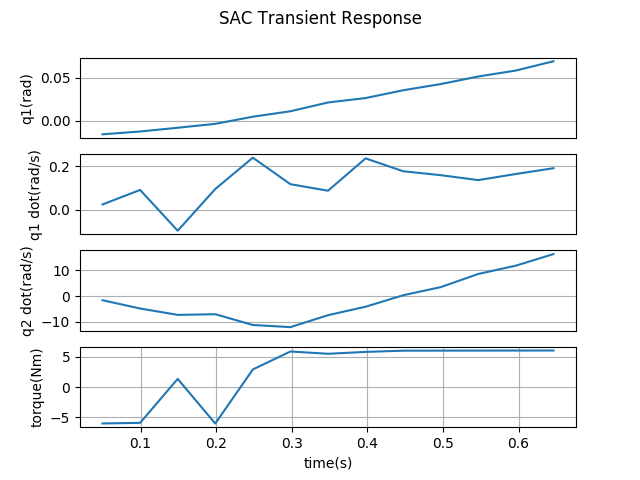 SAC Transient Response
q1(rad)
0.05
0.00
q1 dot(rad/s)
0.2
0.0
q2 dot(rad/s)
10
0
−10
torque(Nm)
5
0
−5
0.1 0.2 0.3 0.4 0.5 0.6
time(s)